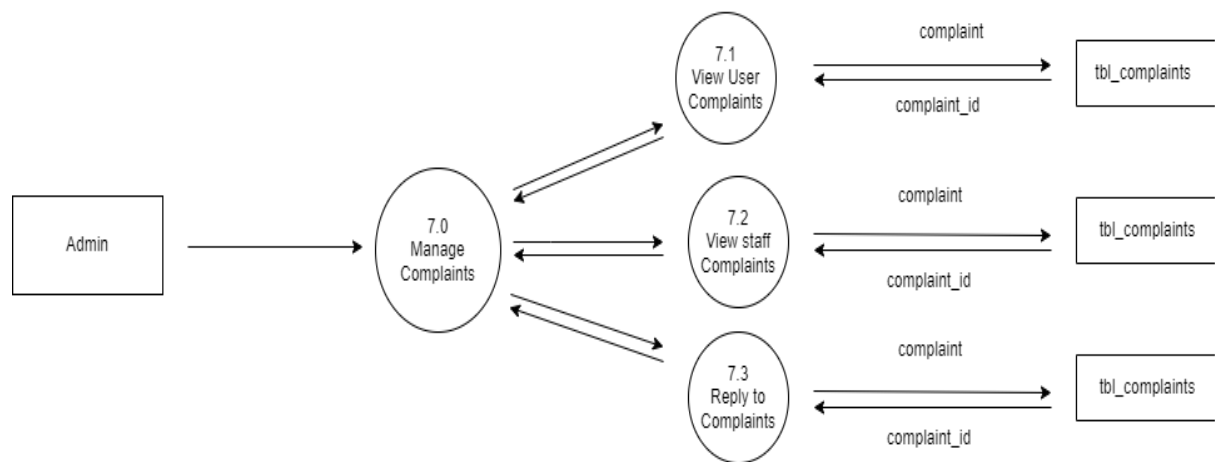 Admin
7.0
Manage
Complaints
7.1
View User
Complaints
complaint
complaint_id
tbl_complaints
7.2
View staff
Complaints
complaint
complaint_id
tbl_complaints
7.3
Reply to
Complaints
complaint
complaint_id
tbl_complaints